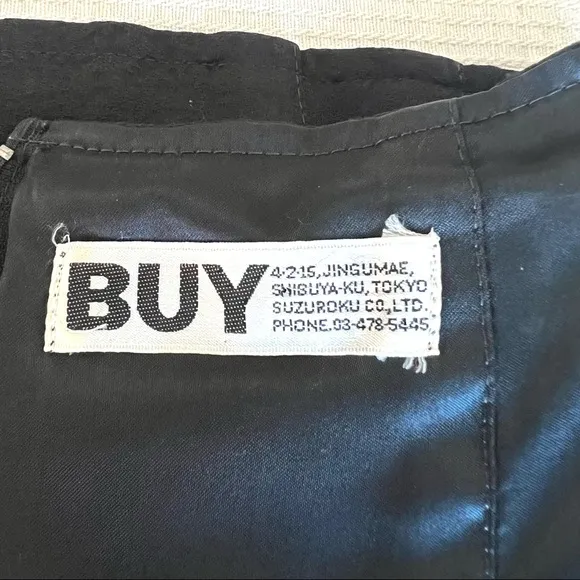 BUY
4-2-15, JINGUMAE,
SHIBUYA-KU, TOKYO
SUZUROKU CO., LTD.
PHONE. 03-478-5445